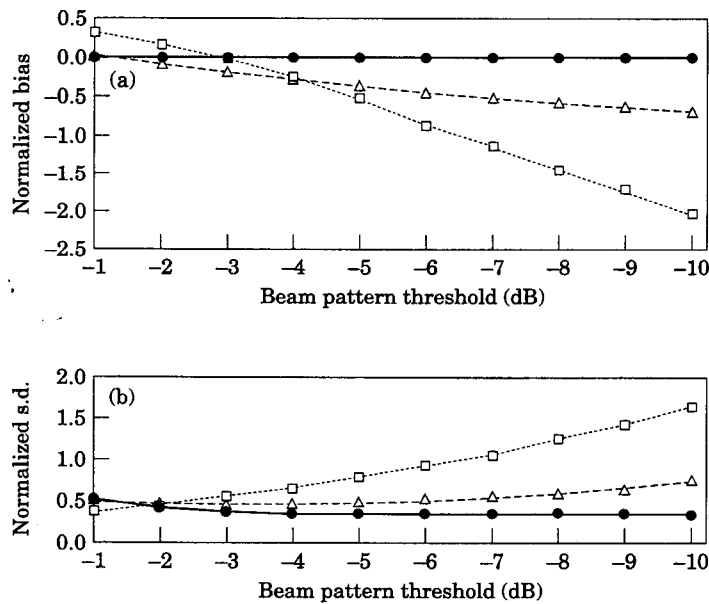 0.5
0.0
−0.5
−1.0
−1.5
−2.0
−2.5
Normalized bias
(a)
−1 −2 −3 −4 −5 −6 −7 −8 −9 −10
Beam pattern threshold (dB)
2.0
1.5
1.0
0.5
0.0
Normalized s.d.
(b)
−1 −2 −3 −4 −5 −6 −7 −8 −9 −10
Beam pattern threshold (dB)